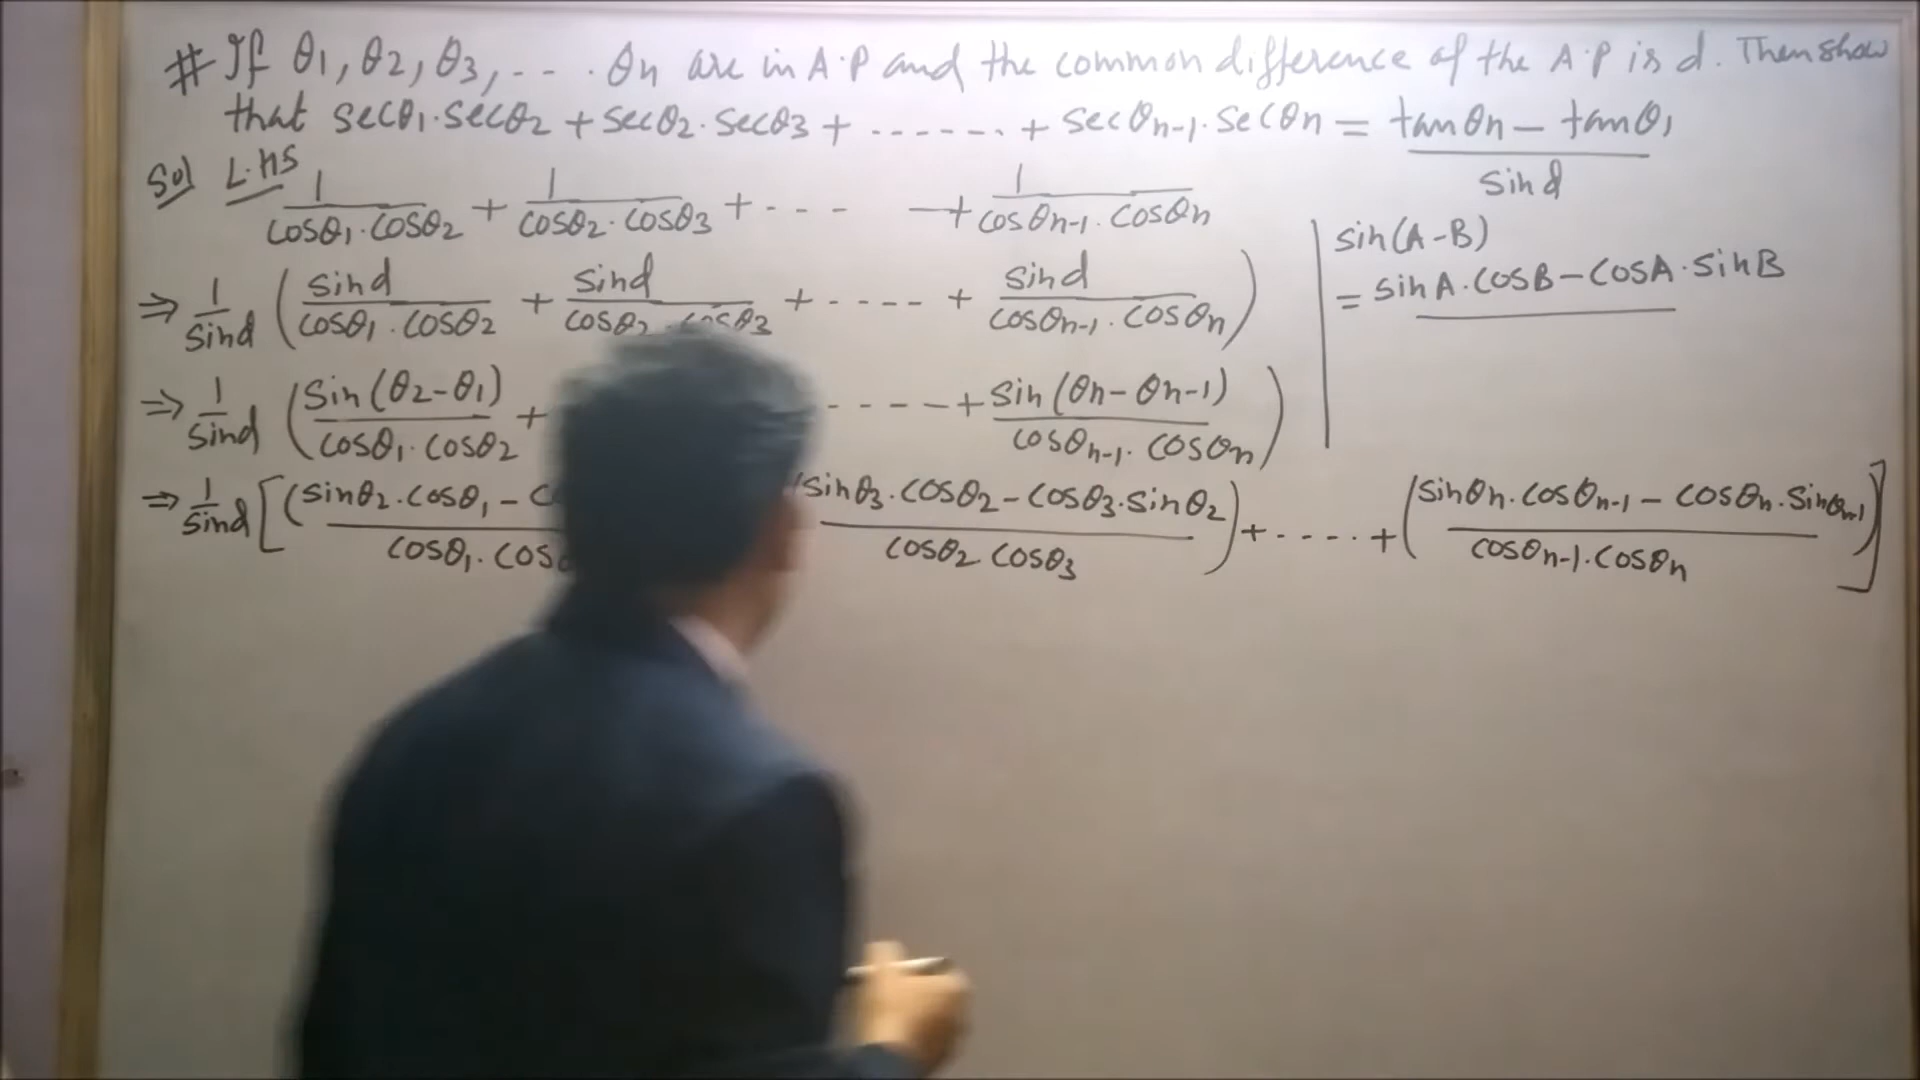 # If θ1, θ2, θ3, --- . θn are in A.P and the common difference of the A.P is d. Then show
that secθ1.secθ2 + secθ2.secθ3 + ------- + secθn-1.secθn = tanθn - tanθ1 / sind
Sol L.HS
1/cosθ1.cosθ2 + 1/cosθ2.cosθ3 + --- + 1/cosθn-1.cosθn
sin(A-B)
= sinA.cosB - cosA.sinB
⇒ 1/sind ( sind/cosθ1.cosθ2 + sind/cosθ2.cosθ3 + ----- + sind/cosθn-1.cosθn )
⇒ 1/sind ( sin(θ2-θ1)/cosθ1.cosθ2 + ----- + sin(θn-θn-1)/cosθn-1.cosθn )
⇒ 1/sind [ ( sinθ2.cosθ1 - / cosθ1. ( sinθ3.cosθ2 - cosθ3.sinθ2 / cosθ2.cosθ3 ) + ----- + ( sinθn.cosθn-1 - cosθn.sinθn-1 / cosθn-1.cosθn ) ]